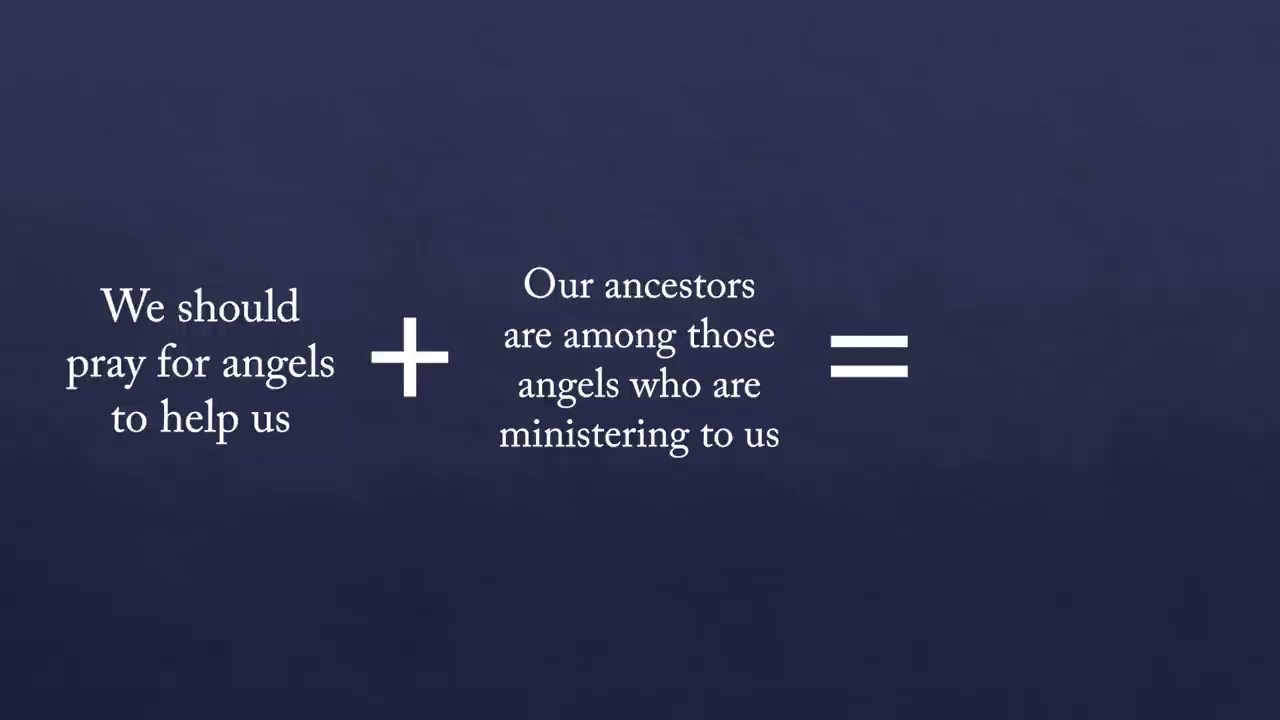 We should
pray for angels
to help us
+
Our ancestors
are among those
angels who are
ministering to us
=